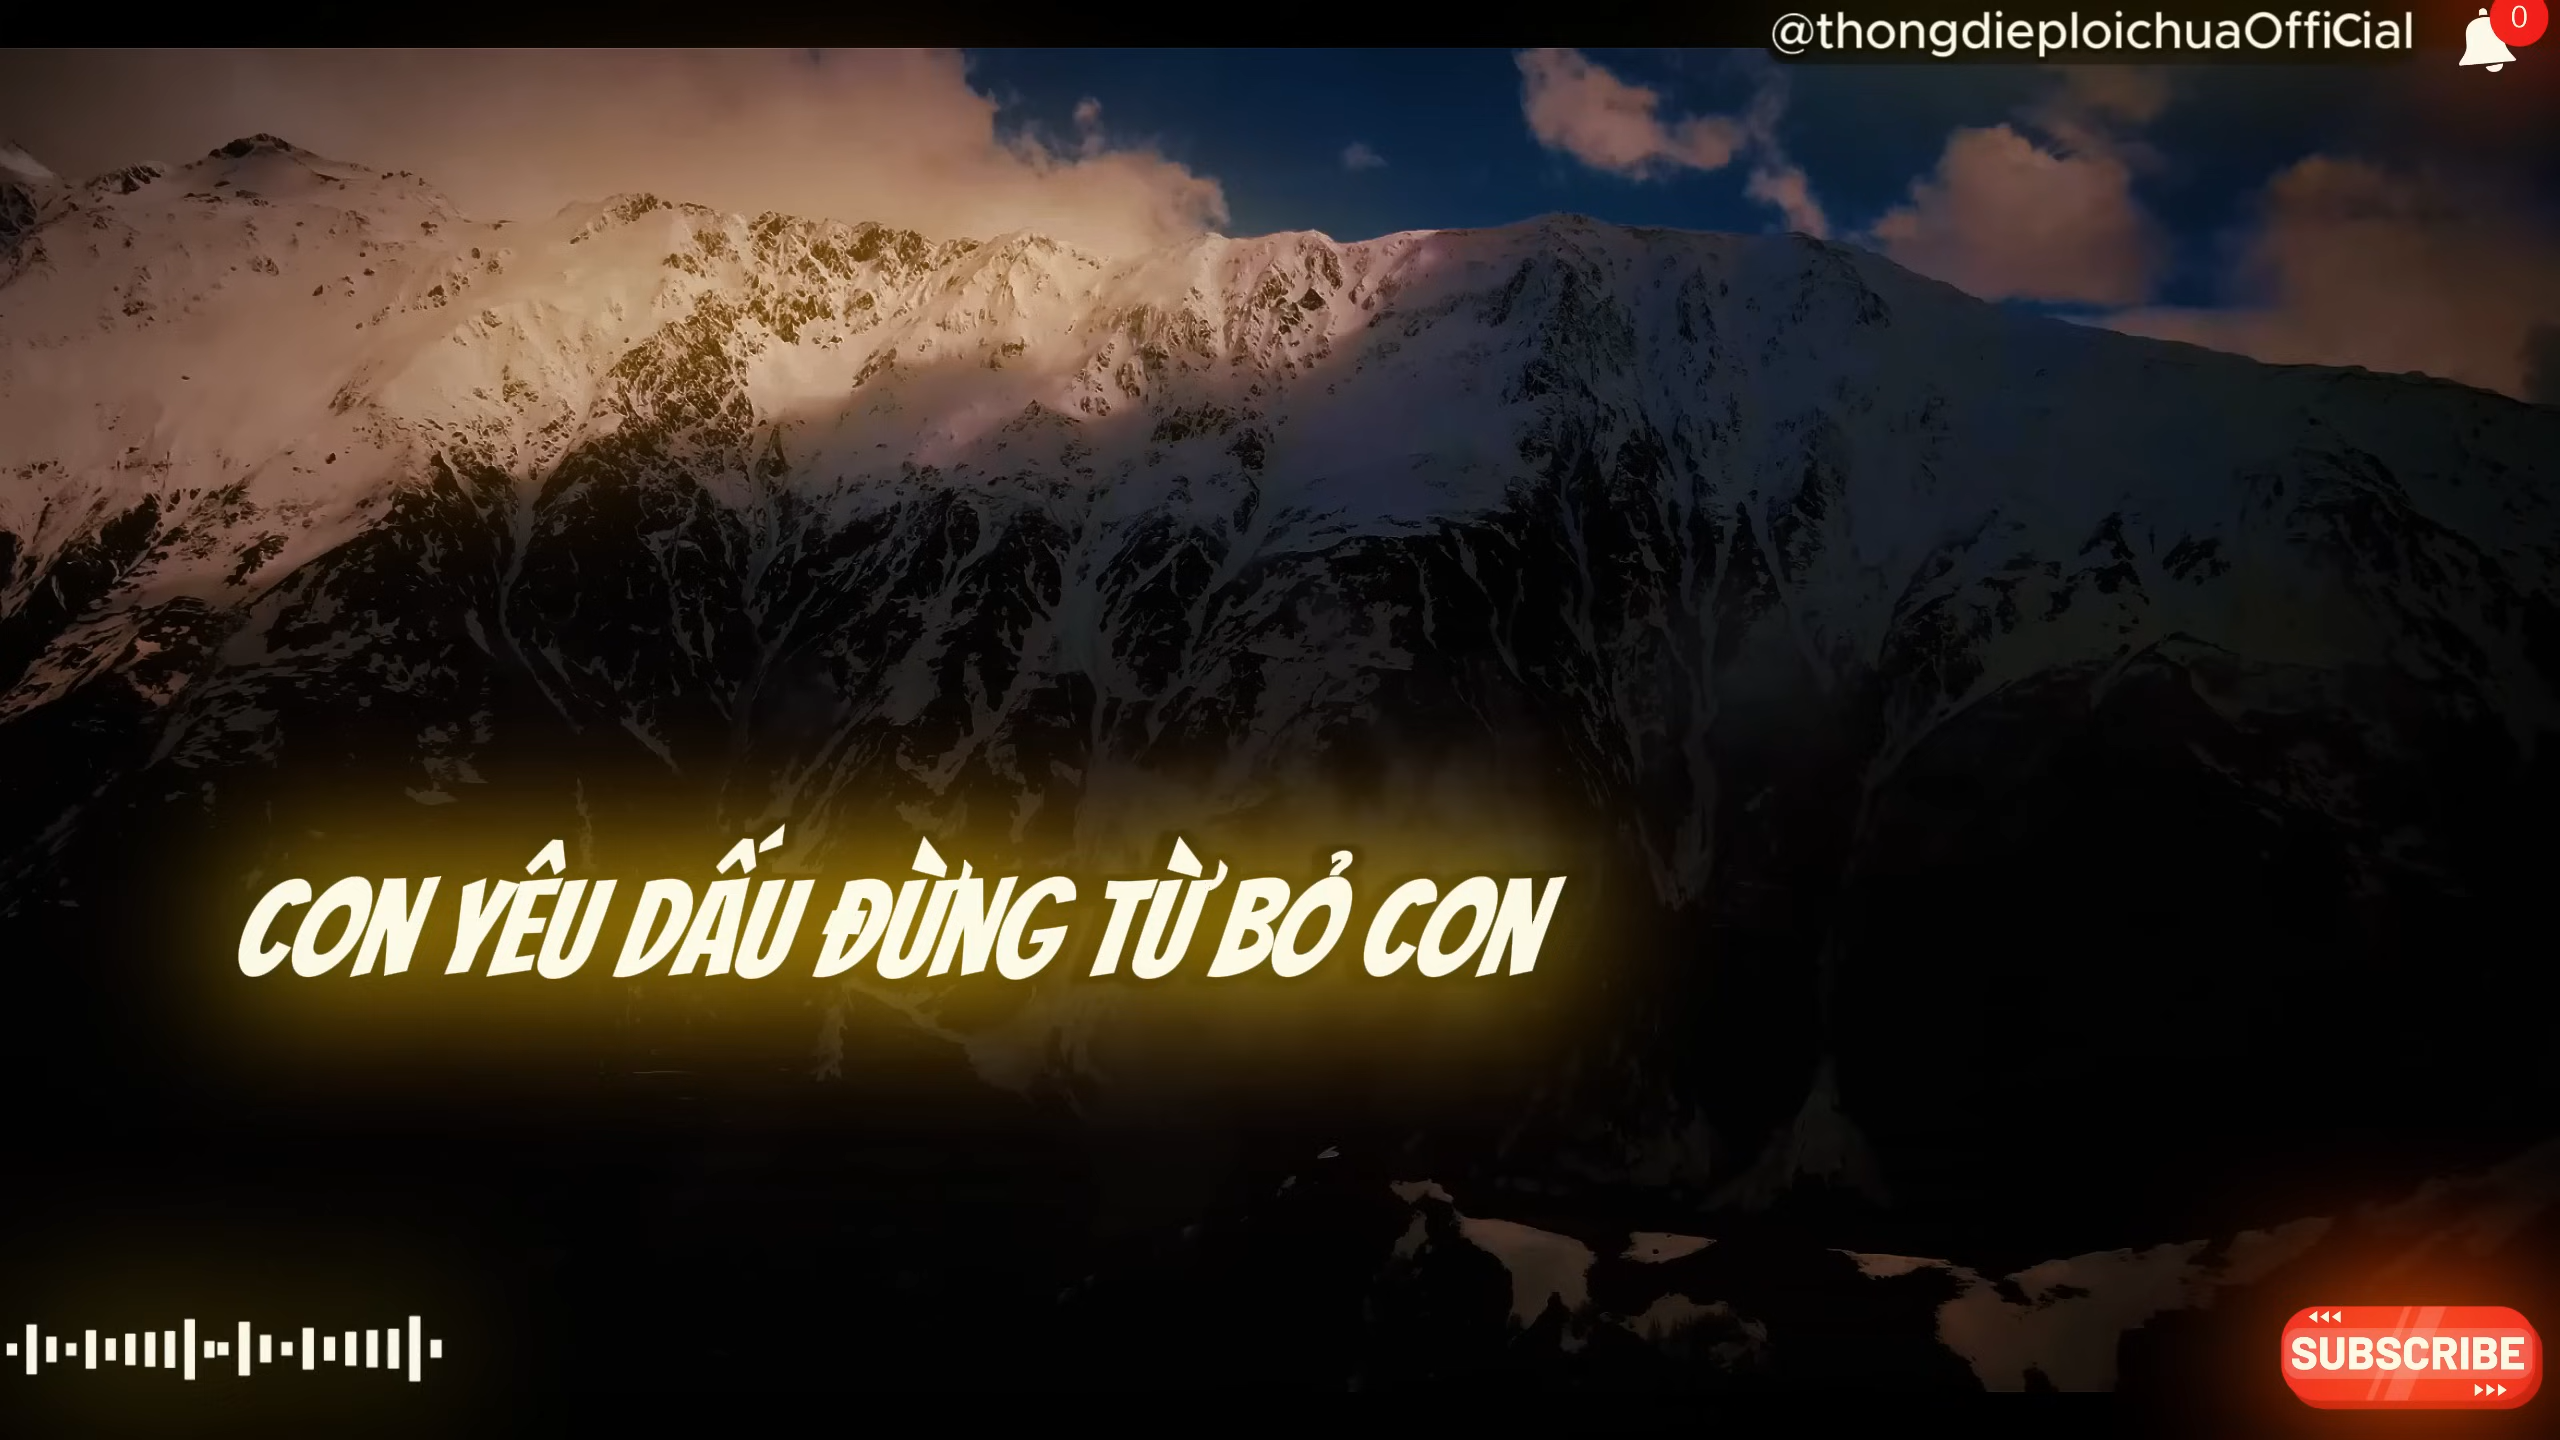 @thongdieploichuaOffiCial
0
CON YÊU DẤU ĐỪNG TỪ BỎ CON
SUBSCRIBE